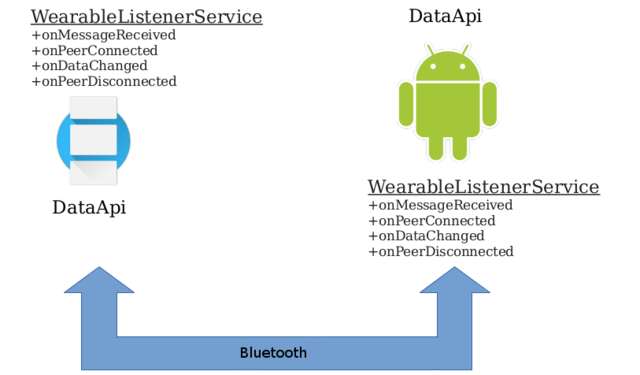 WearableListenerService
+onMessageReceived
+onPeerConnected
+onDataChanged
+onPeerDisconnected
DataApi
DataApi
WearableListenerService
+onMessageReceived
+onPeerConnected
+onDataChanged
+onPeerDisconnected
Bluetooth